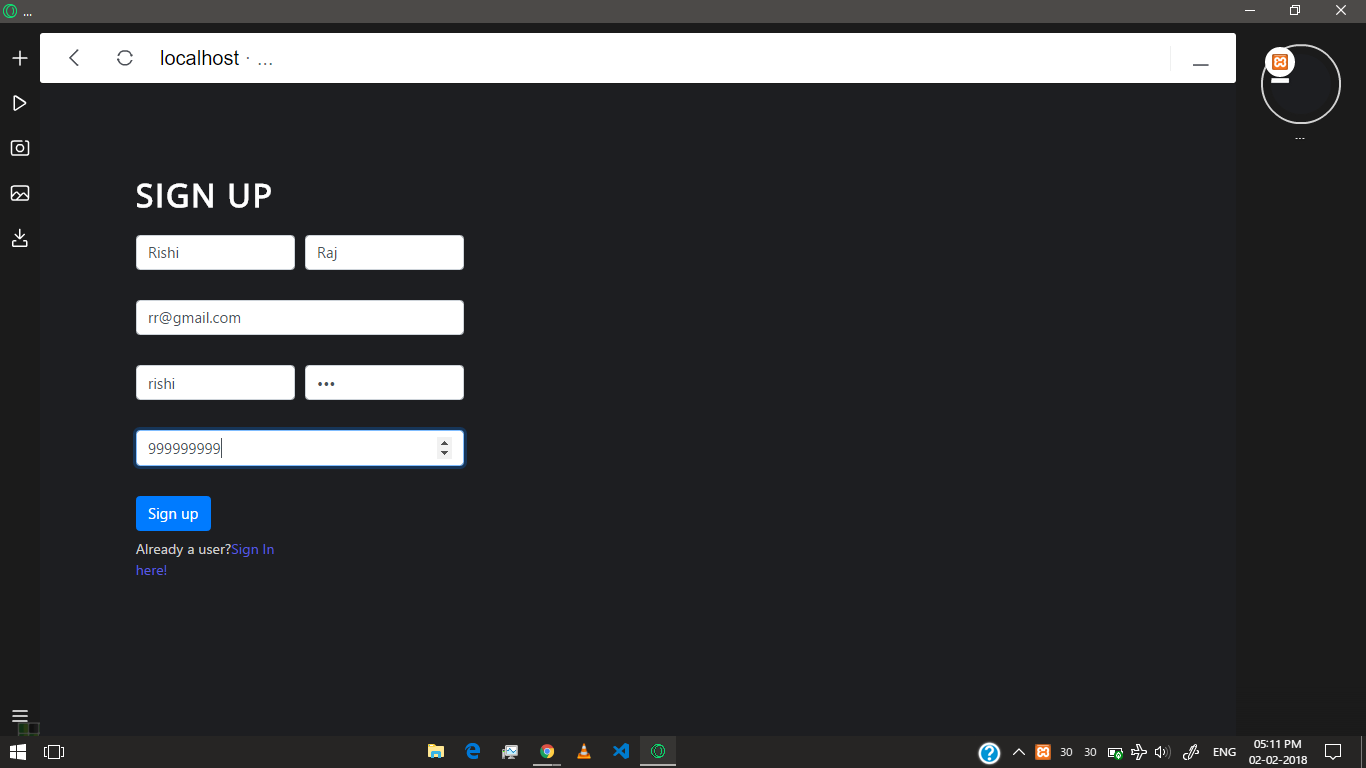 ...
localhost · ...
...
SIGN UP
Rishi Raj
rr@gmail.com
rishi •••
999999999
Sign up
Already a user?Sign In
here!
30 30 ENG 05:11 PM
02-02-2018